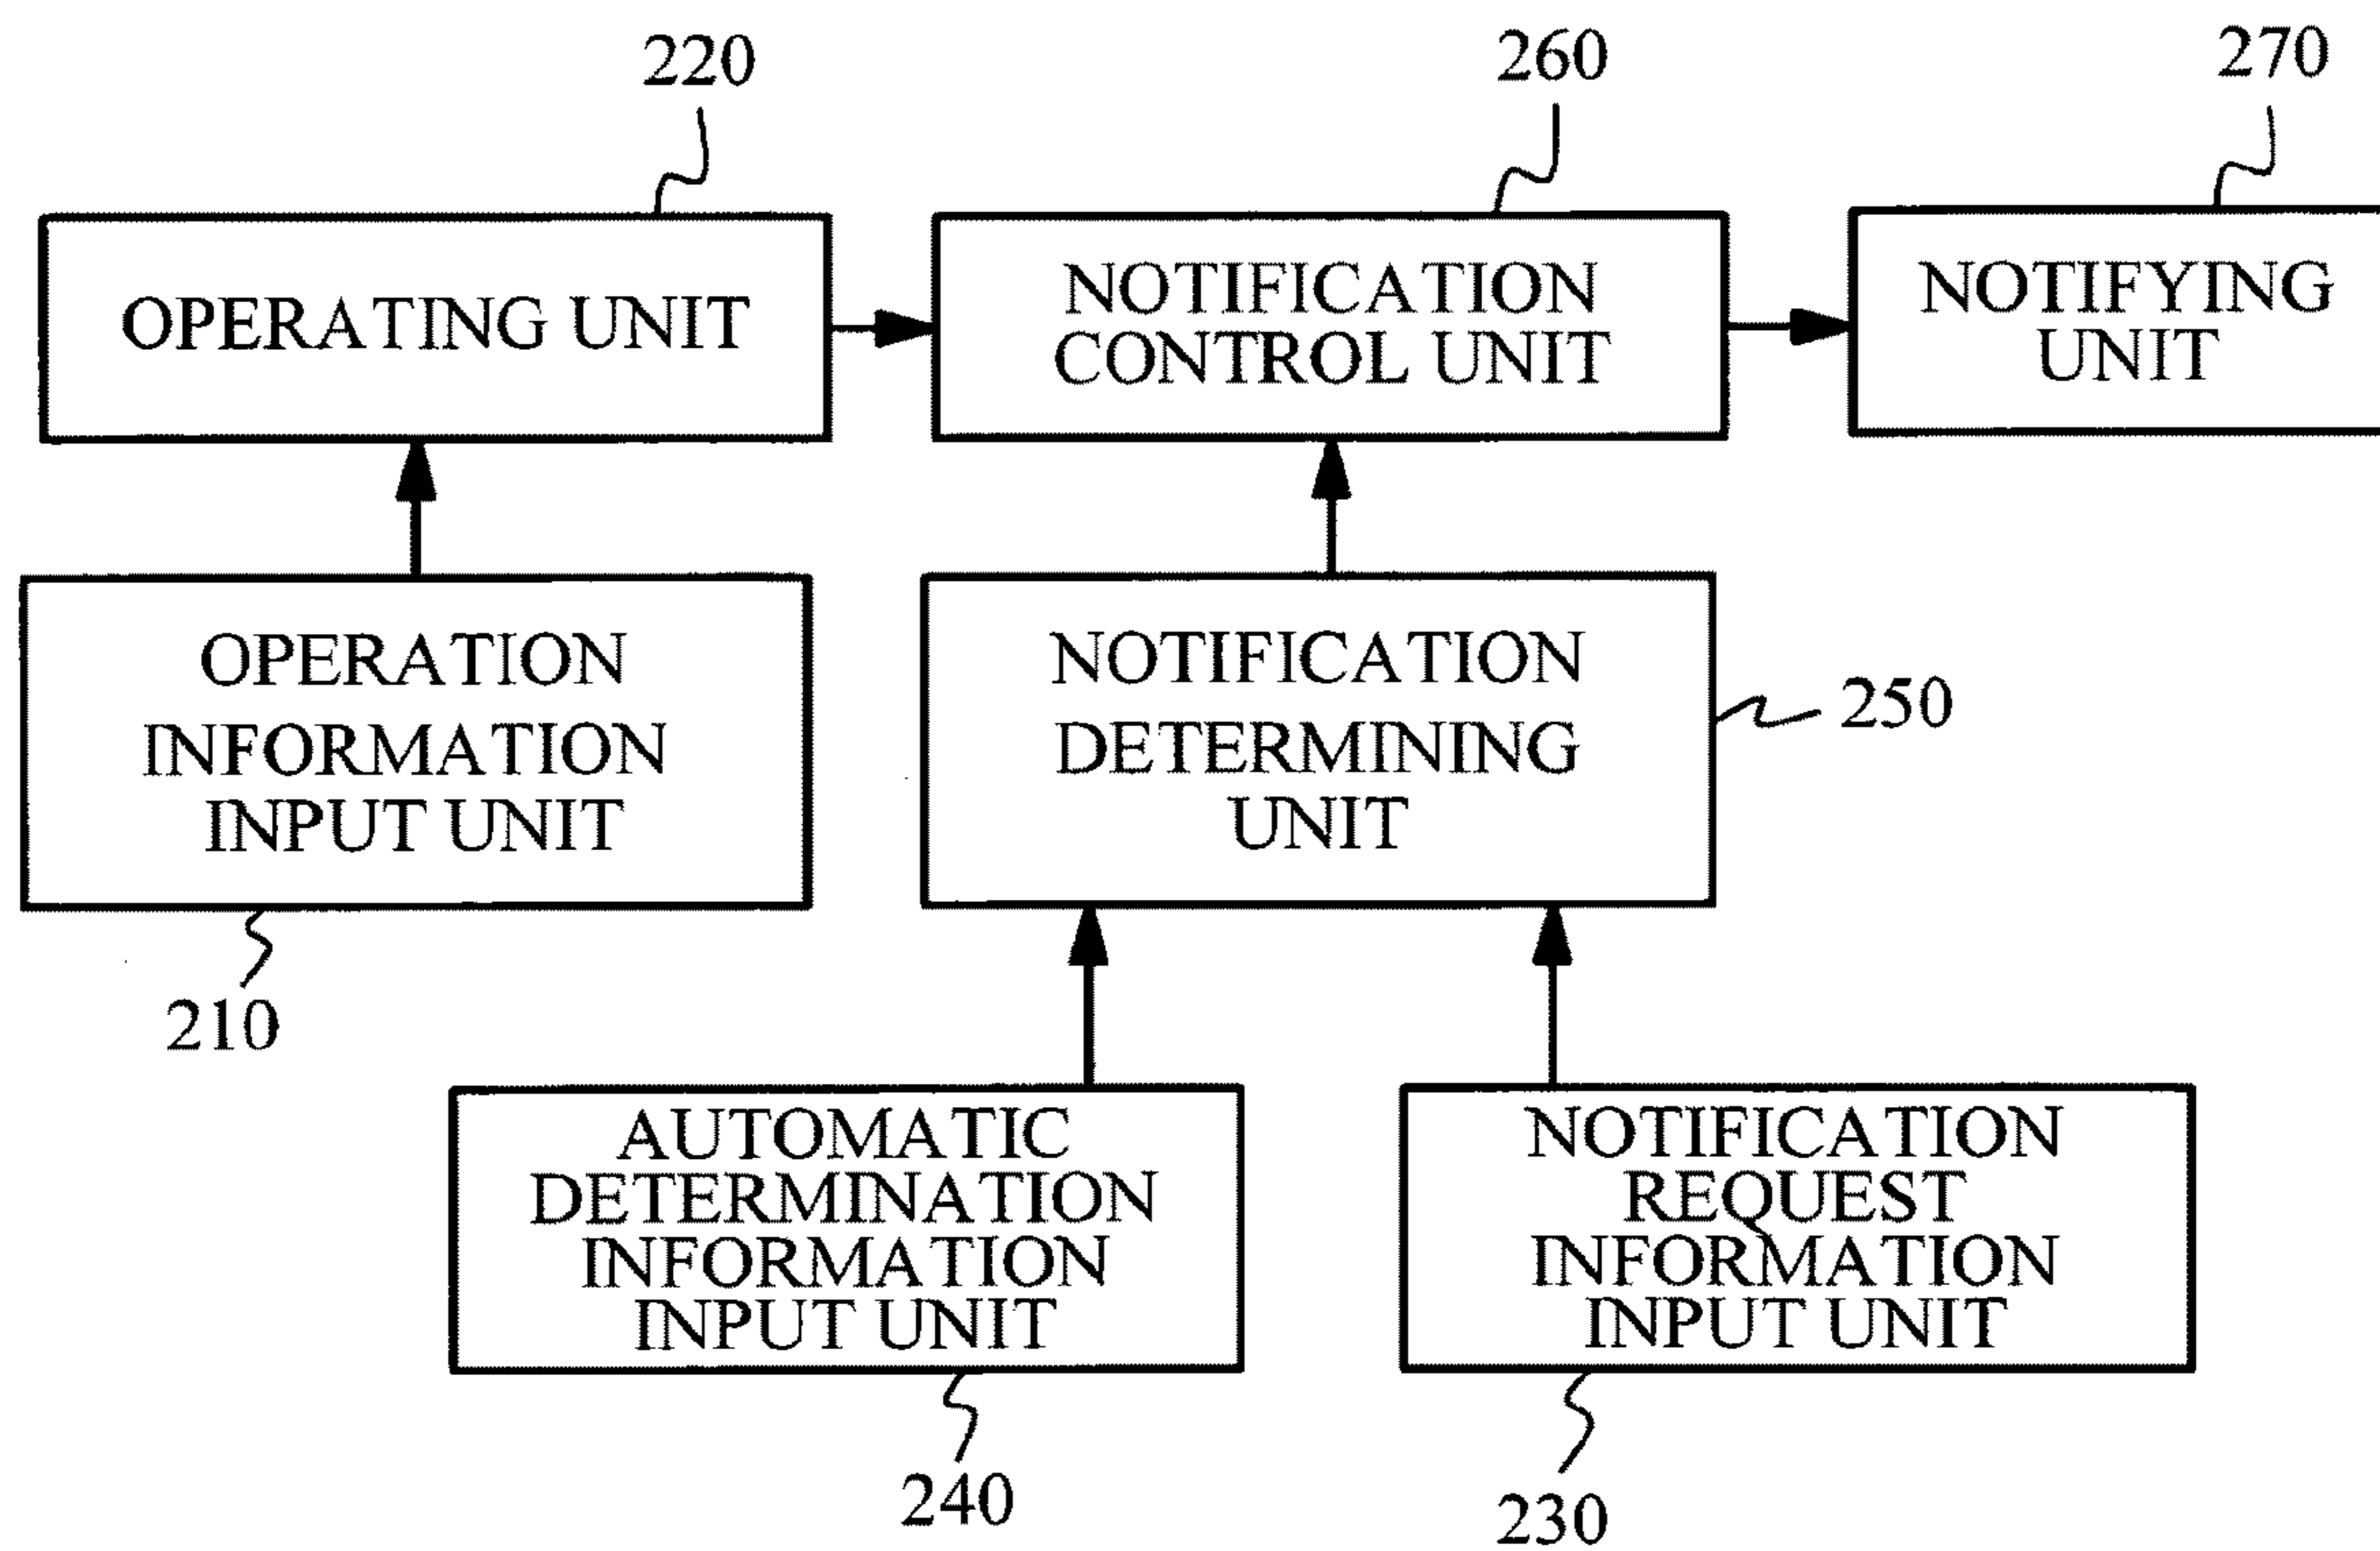 220
260
270
OPERATING UNIT
NOTIFICATION
CONTROL UNIT
NOTIFYING
UNIT
OPERATION
INFORMATION
INPUT UNIT
NOTIFICATION
DETERMINING
UNIT
250
210
AUTOMATIC
DETERMINATION
INFORMATION
INPUT UNIT
NOTIFICATION
REQUEST
INFORMATION
INPUT UNIT
240
230